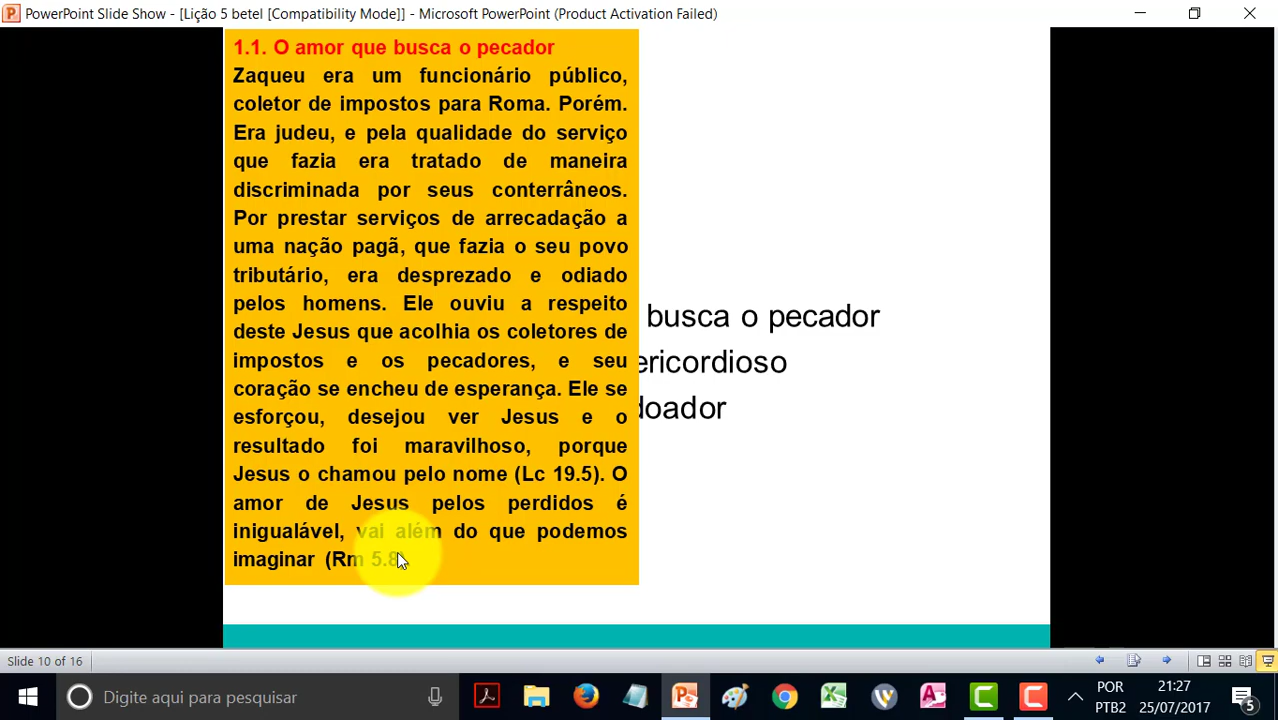 PowerPoint Slide Show - [Lição 5 betel [Compatibility Mode]] - Microsoft PowerPoint (Product Activation Failed)
1.1. O amor que busca o pecador
Zaqueu era um funcionário público,
coletor de impostos para Roma. Porém.
Era judeu, e pela qualidade do serviço
que fazia era tratado de maneira
discriminada por seus conterrâneos.
Por prestar serviços de arrecadação a
uma nação pagã, que fazia o seu povo
tributário, era desprezado e odiado
pelos homens. Ele ouviu a respeito
deste Jesus que acolhia os coletores de
impostos e os pecadores, e seu
coração se encheu de esperança. Ele se
esforçou, desejou ver Jesus e o
resultado foi maravilhoso, porque
Jesus o chamou pelo nome (Lc 19.5). O
amor de Jesus pelos perdidos é
inigualável, vai além do que podemos
imaginar (Rm 5.8)
busca o pecador
ericordioso
doador
Slide 10 of 16
Digite aqui para pesquisar
POR
PTB2
21:27
25/07/2017
5